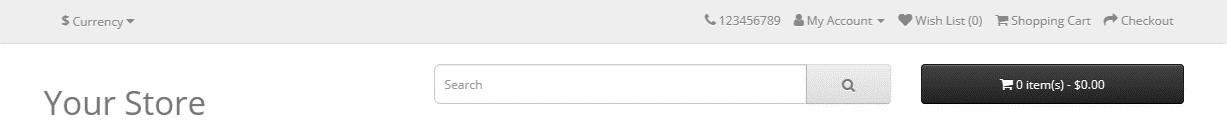 $ Currency 123456789 My Account Wish List (0) Shopping Cart Checkout
Search 0 item(s) - $0.00
Your Store